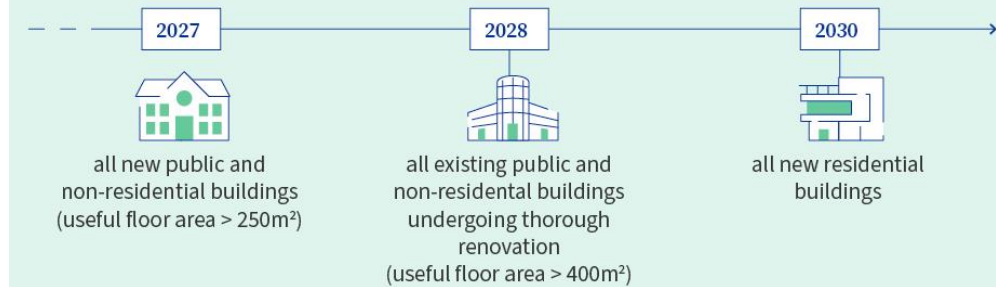 2027
all new public and
non-residential buildings
(useful floor area > 250m²)
2028
all existing public and
non-residental buildings
undergoing thorough
renovation
(useful floor area > 400m²)
2030
all new residential
buildings